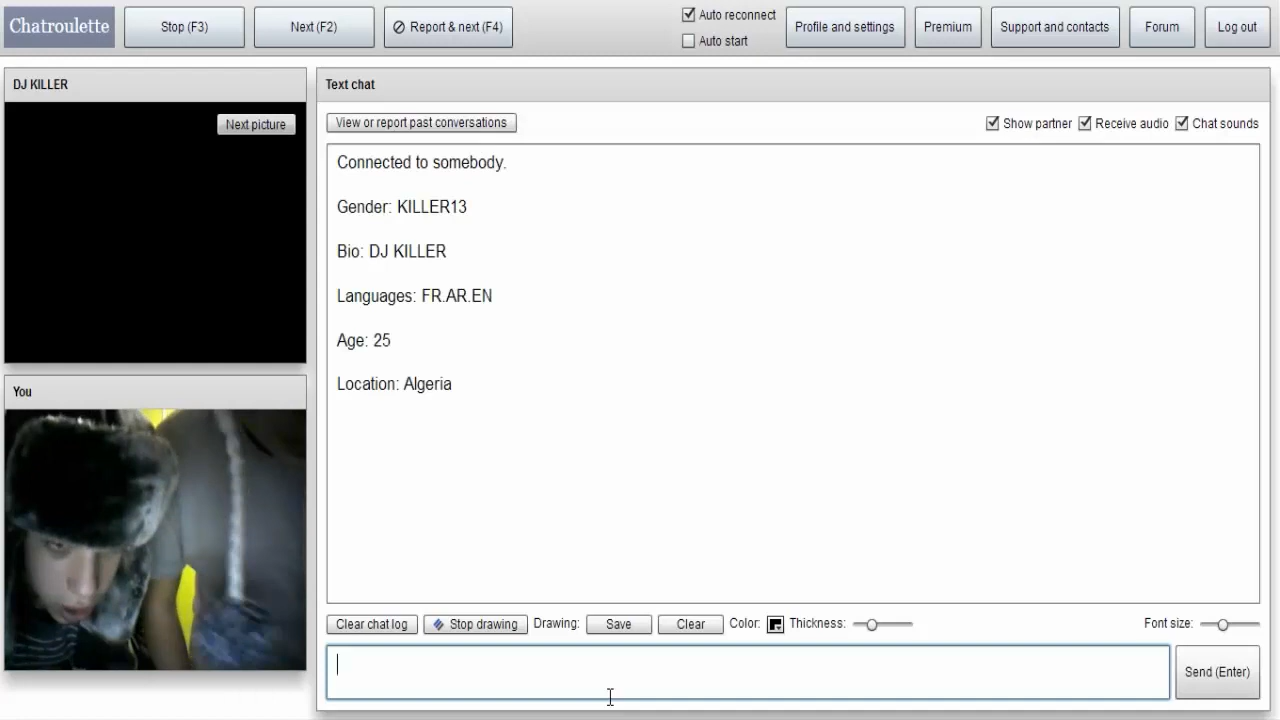 Chatroulette
Stop (F3)
Next (F2)
Report & next (F4)
Auto reconnect
Auto start
Profile and settings
Premium
Support and contacts
Forum
Log out
DJ KILLER
Next picture
You
Text chat
View or report past conversations
Show partner
Receive audio
Chat sounds
Connected to somebody.
Gender: KILLER13
Bio: DJ KILLER
Languages: FR.AR.EN
Age: 25
Location: Algeria
Clear chat log
Stop drawing
Drawing:
Save
Clear
Color:
Thickness:
Font size:
Send (Enter)